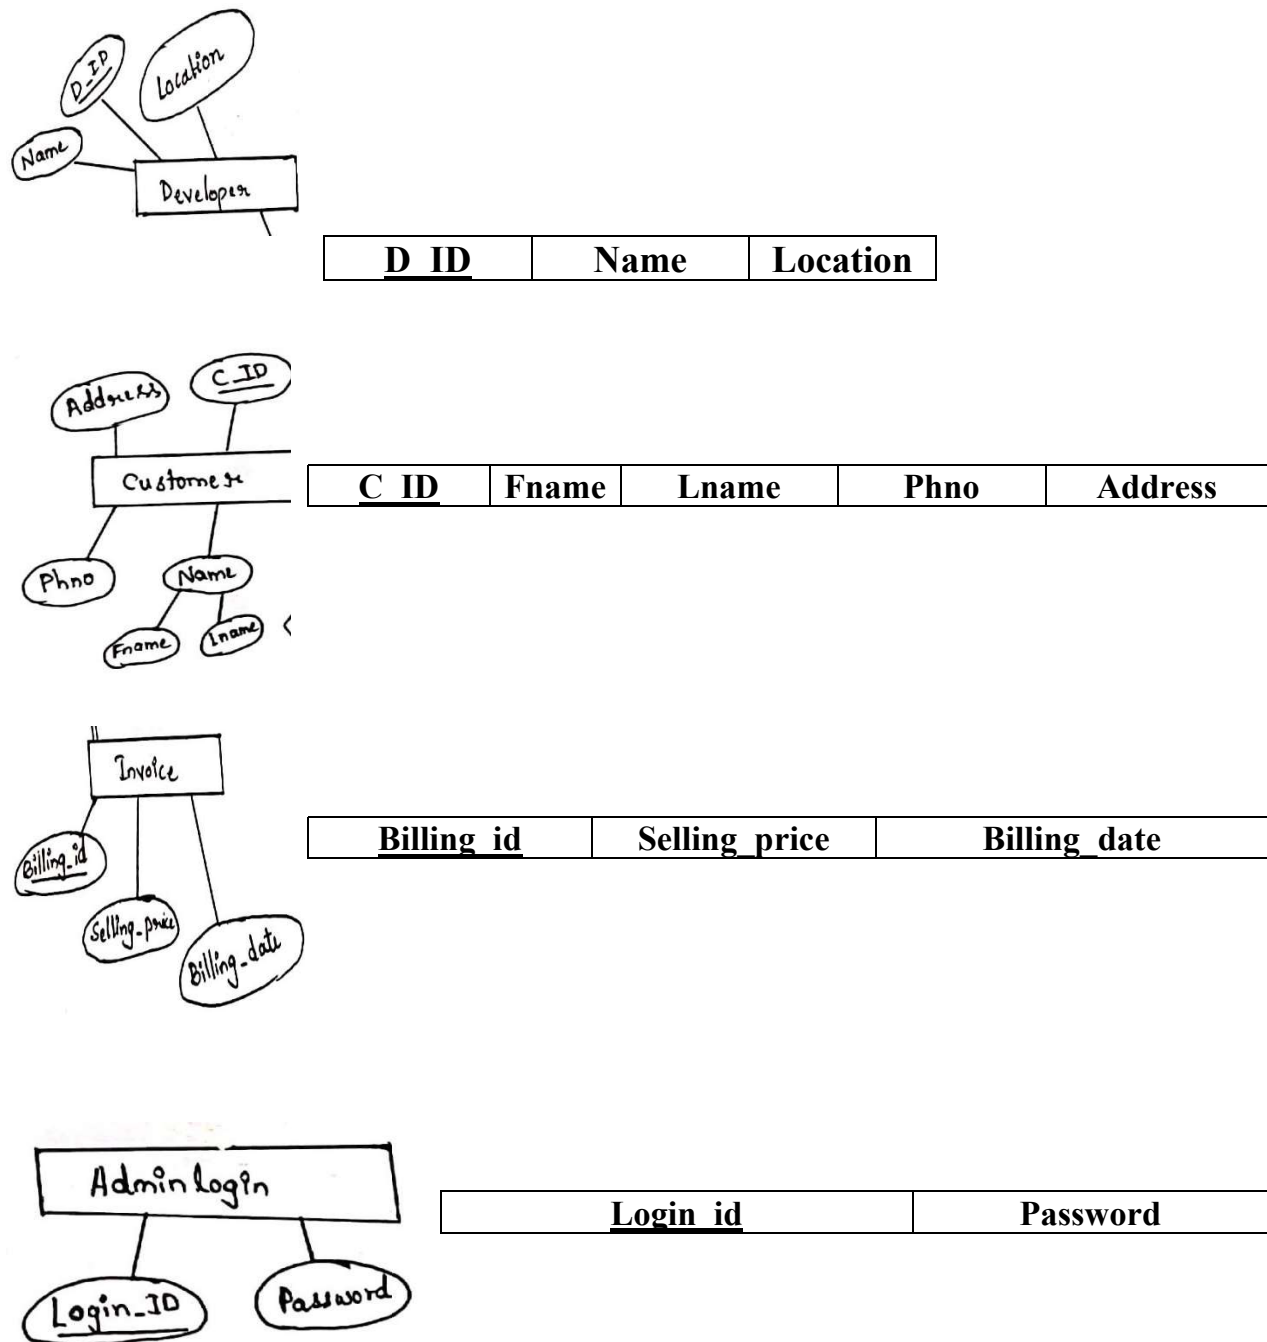 Location
D_ID
Name
Developer
D_ID Name Location
C_ID
Address
Customer
C_ID Fname Lname Phno Address
Phno
Name
Fname
lname
Invoice
Billing_id Selling_price Billing_date
Billing_id
Selling_price
Billing_date
Admin login
Login_id Password
Login_ID
Password